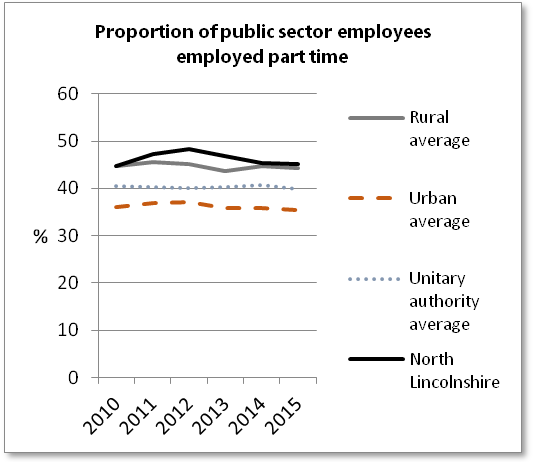 Proportion of public sector employees
employed part time
60
50
40
30
20
10
0
%
2010
2011
2012
2013
2014
2015
Rural
average
Urban
average
Unitary
authority
average
North
Lincolnshire